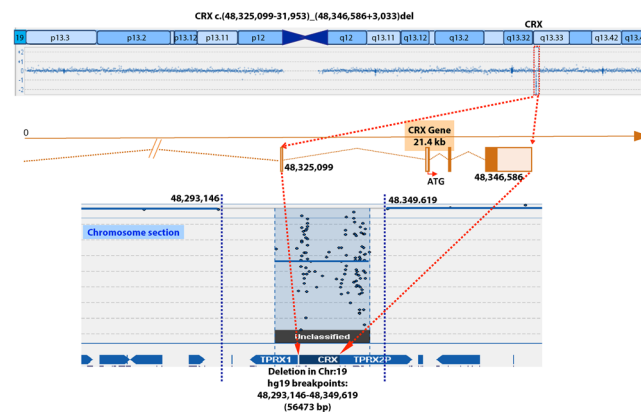 CRX c.(48,325,099-31,953)_(48,346,586+3,033)del
CRX
19 p13.3 p13.2 p13.12 p13.11 p12 q12 q13.11 q13.12 q13.2 q13.32 q13.33 q13.42
+2
+1
0
-1
-2
0
CRX Gene
21.4 kb
48,325,099
ATG
48,346,586
48,293,146
48,349.619
Chromosome section
Unclassified
TPRX1 CRX TPRX2P
Deletion in Chr:19
hg19 breakpoints:
48,293,146-48,349,619
(56473 bp)